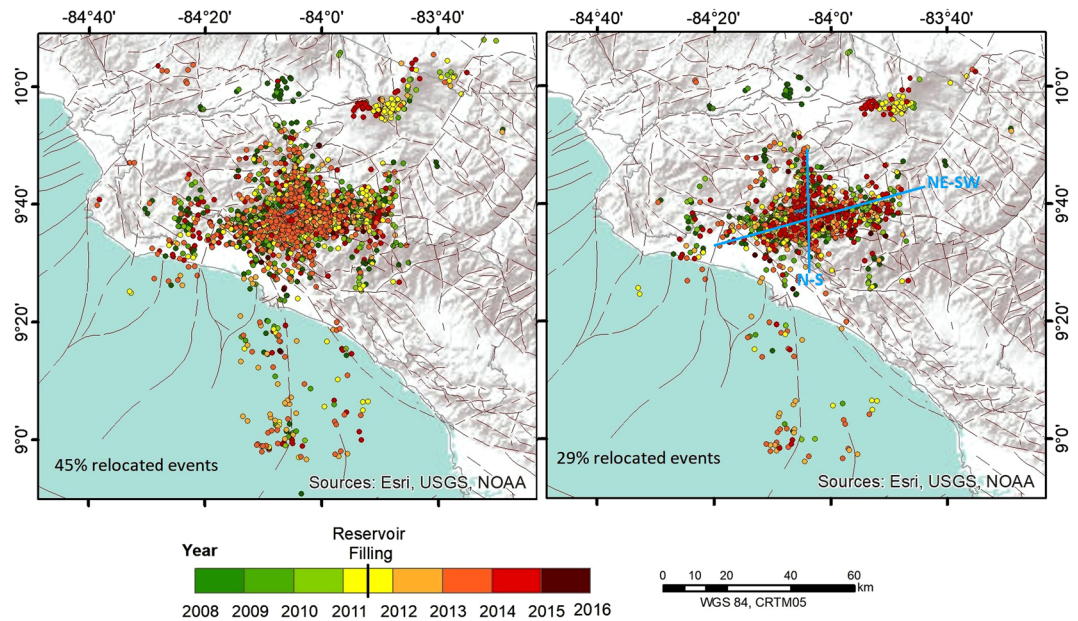 -84°40' -84°20' -84°0' -83°40'
-84°40' -84°20' -84°0' -83°40'
10°0'
9°40'
9°20'
9°0'
10°0'
9°40'
9°20'
9°0'
NE-SW
N-S
45% relocated events
Sources: Esri, USGS, NOAA
29% relocated events
Sources: Esri, USGS, NOAA
Reservoir
Filling
Year
2008 2009 2010 2011 2012 2013 2014 2015 2016
0 10 20 40 60
km
WGS 84, CRTM05